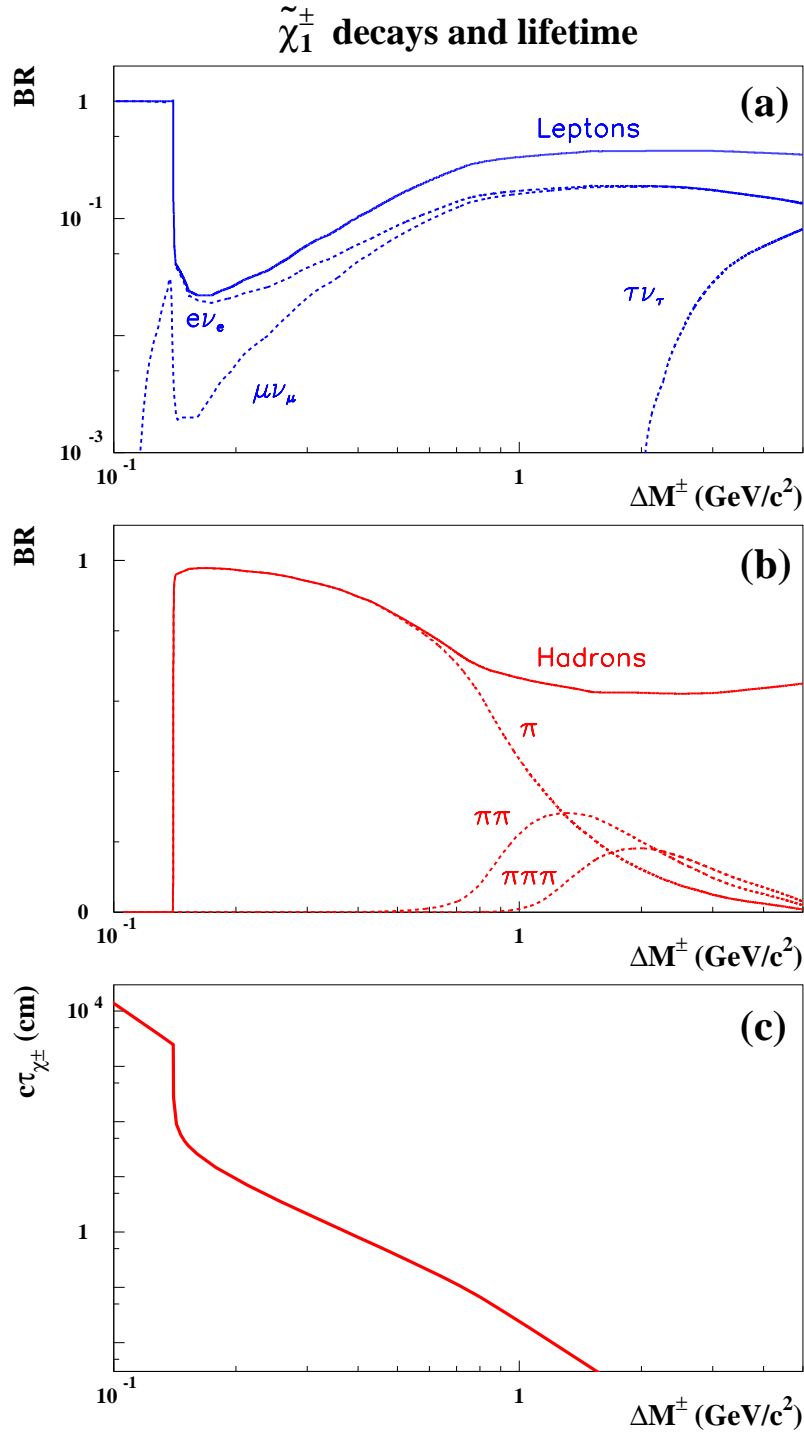 χ̃₁± decays and lifetime
BR
(a)
1
Leptons
10⁻¹
eν_e
μν_μ
τν_τ
10⁻³
10⁻¹
1
ΔM± (GeV/c²)
BR
(b)
1
Hadrons
π
ππ
πππ
0
10⁻¹
1
ΔM± (GeV/c²)
cτ_χ± (cm)
(c)
10⁴
1
10⁻¹
1
ΔM± (GeV/c²)